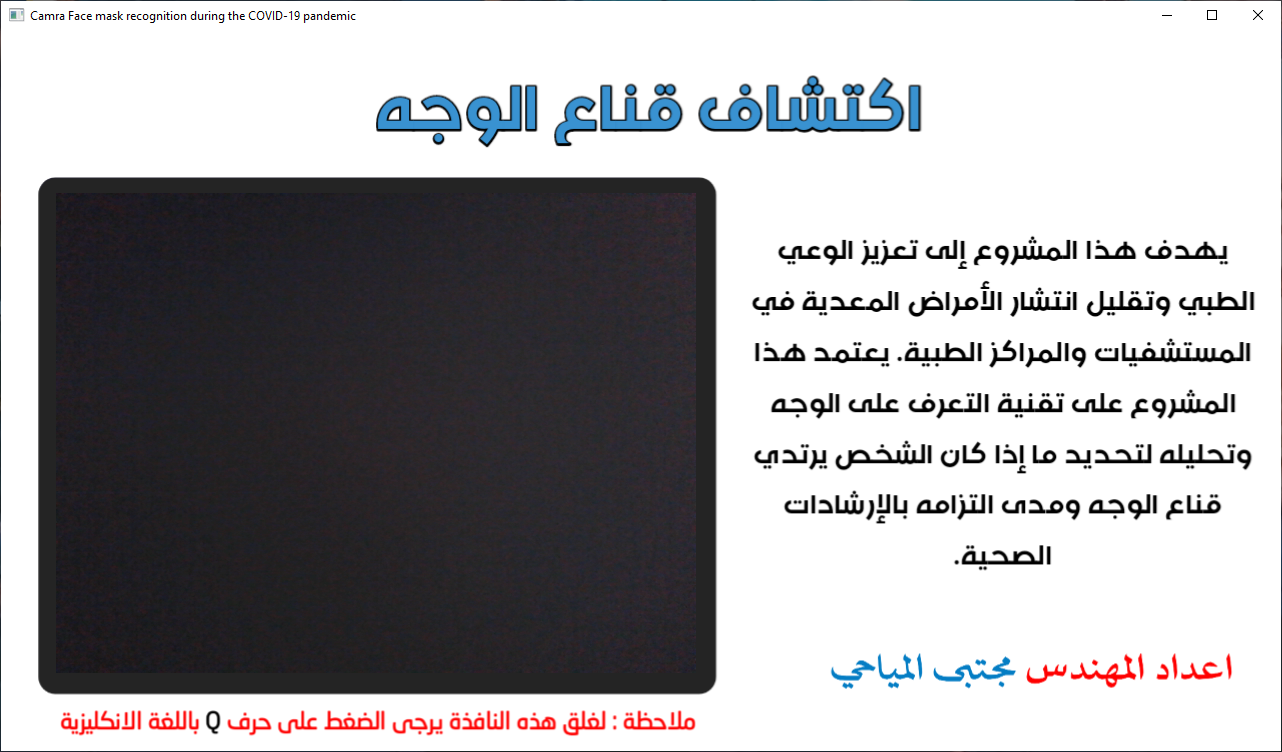 Camra Face mask recognition during the COVID-19 pandemic
اكتشاف قناع الوجه
يهدف هذا المشروع إلى تعزيز الوعي
الطبي وتقليل انتشار الأمراض المعدية في
المستشفيات والمراكز الطبية. يعتمد هذا
المشروع على تقنية التعرف على الوجه
وتحليله لتحديد ما إذا كان الشخص يرتدي
قناع الوجه ومدى التزامه بالإرشادات
الصحية.
اعداد المهندس مجتبى المياحي
ملاحظة : لغلق هذه النافذة يرجى الضغط على حرف Q باللغة الانكليزية